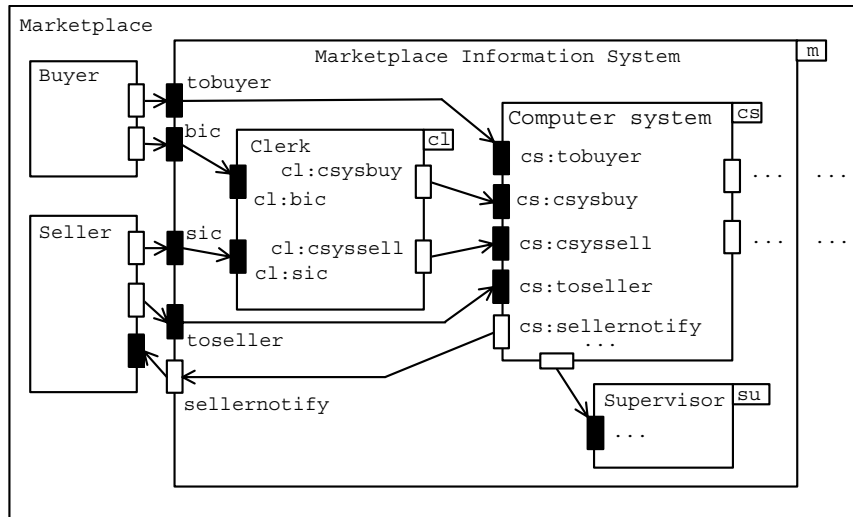 Marketplace
Marketplace Information System
m
Buyer
tobuyer
bic
Clerk
cl
cl:csysbuy
cl:bic
cl:csyssell
cl:sic
Computer system
cs
cs:tobuyer
cs:csysbuy
cs:csyssell
cs:toseller
cs:sellernotify
...
... ...
... ...
Seller
sic
toseller
sellernotify
Supervisor
su
...